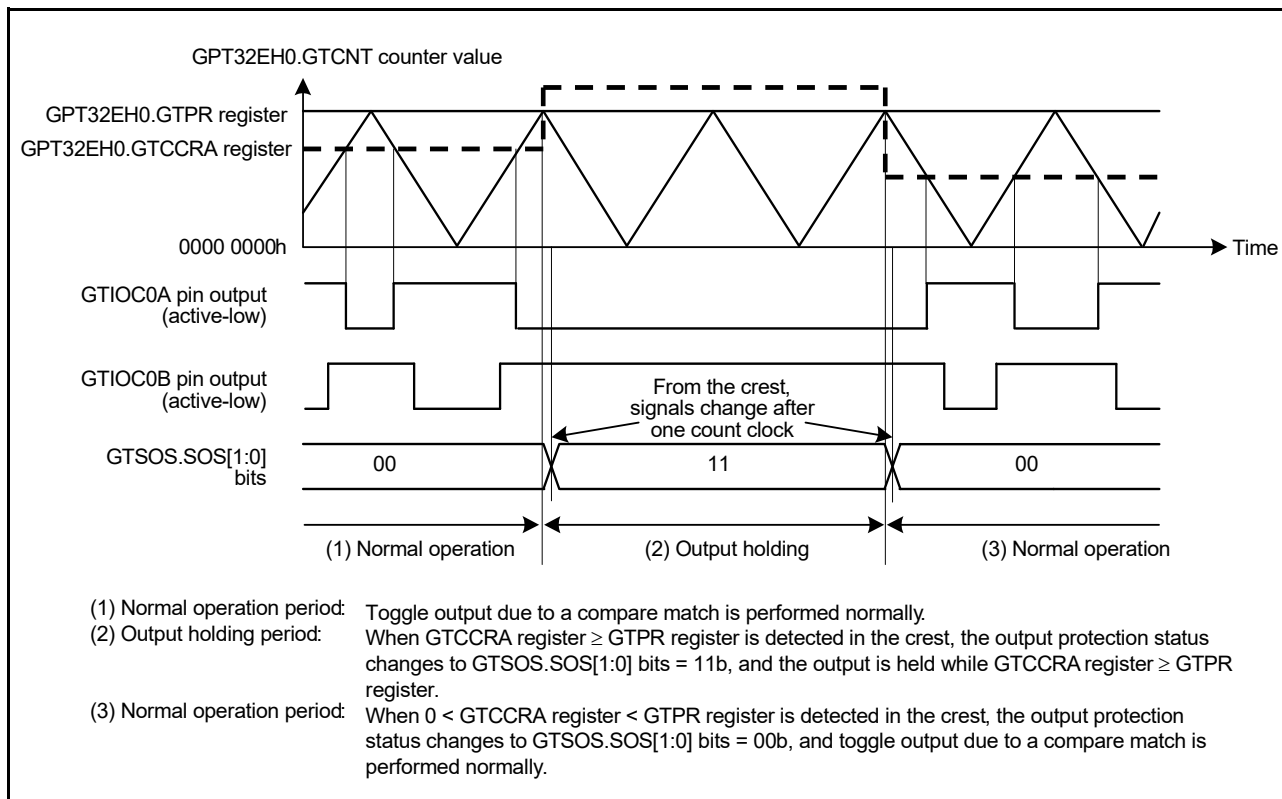 GPT32EH0.GTCNT counter value
GPT32EH0.GTPR register
GPT32EH0.GTCCRA register
0000 0000h
Time
GTIOC0A pin output
(active-low)
GTIOC0B pin output
(active-low)
From the crest,
signals change after
one count clock
GTSOS.SOS[1:0]
bits
00
11
00
(1) Normal operation
(2) Output holding
(3) Normal operation
(1) Normal operation period: Toggle output due to a compare match is performed normally.
(2) Output holding period: When GTCCRA register ≥ GTPR register is detected in the crest, the output protection status
changes to GTSOS.SOS[1:0] bits = 11b, and the output is held while GTCCRA register ≥ GTPR
register.
(3) Normal operation period: When 0 < GTCCRA register < GTPR register is detected in the crest, the output protection
status changes to GTSOS.SOS[1:0] bits = 00b, and toggle output due to a compare match is
performed normally.